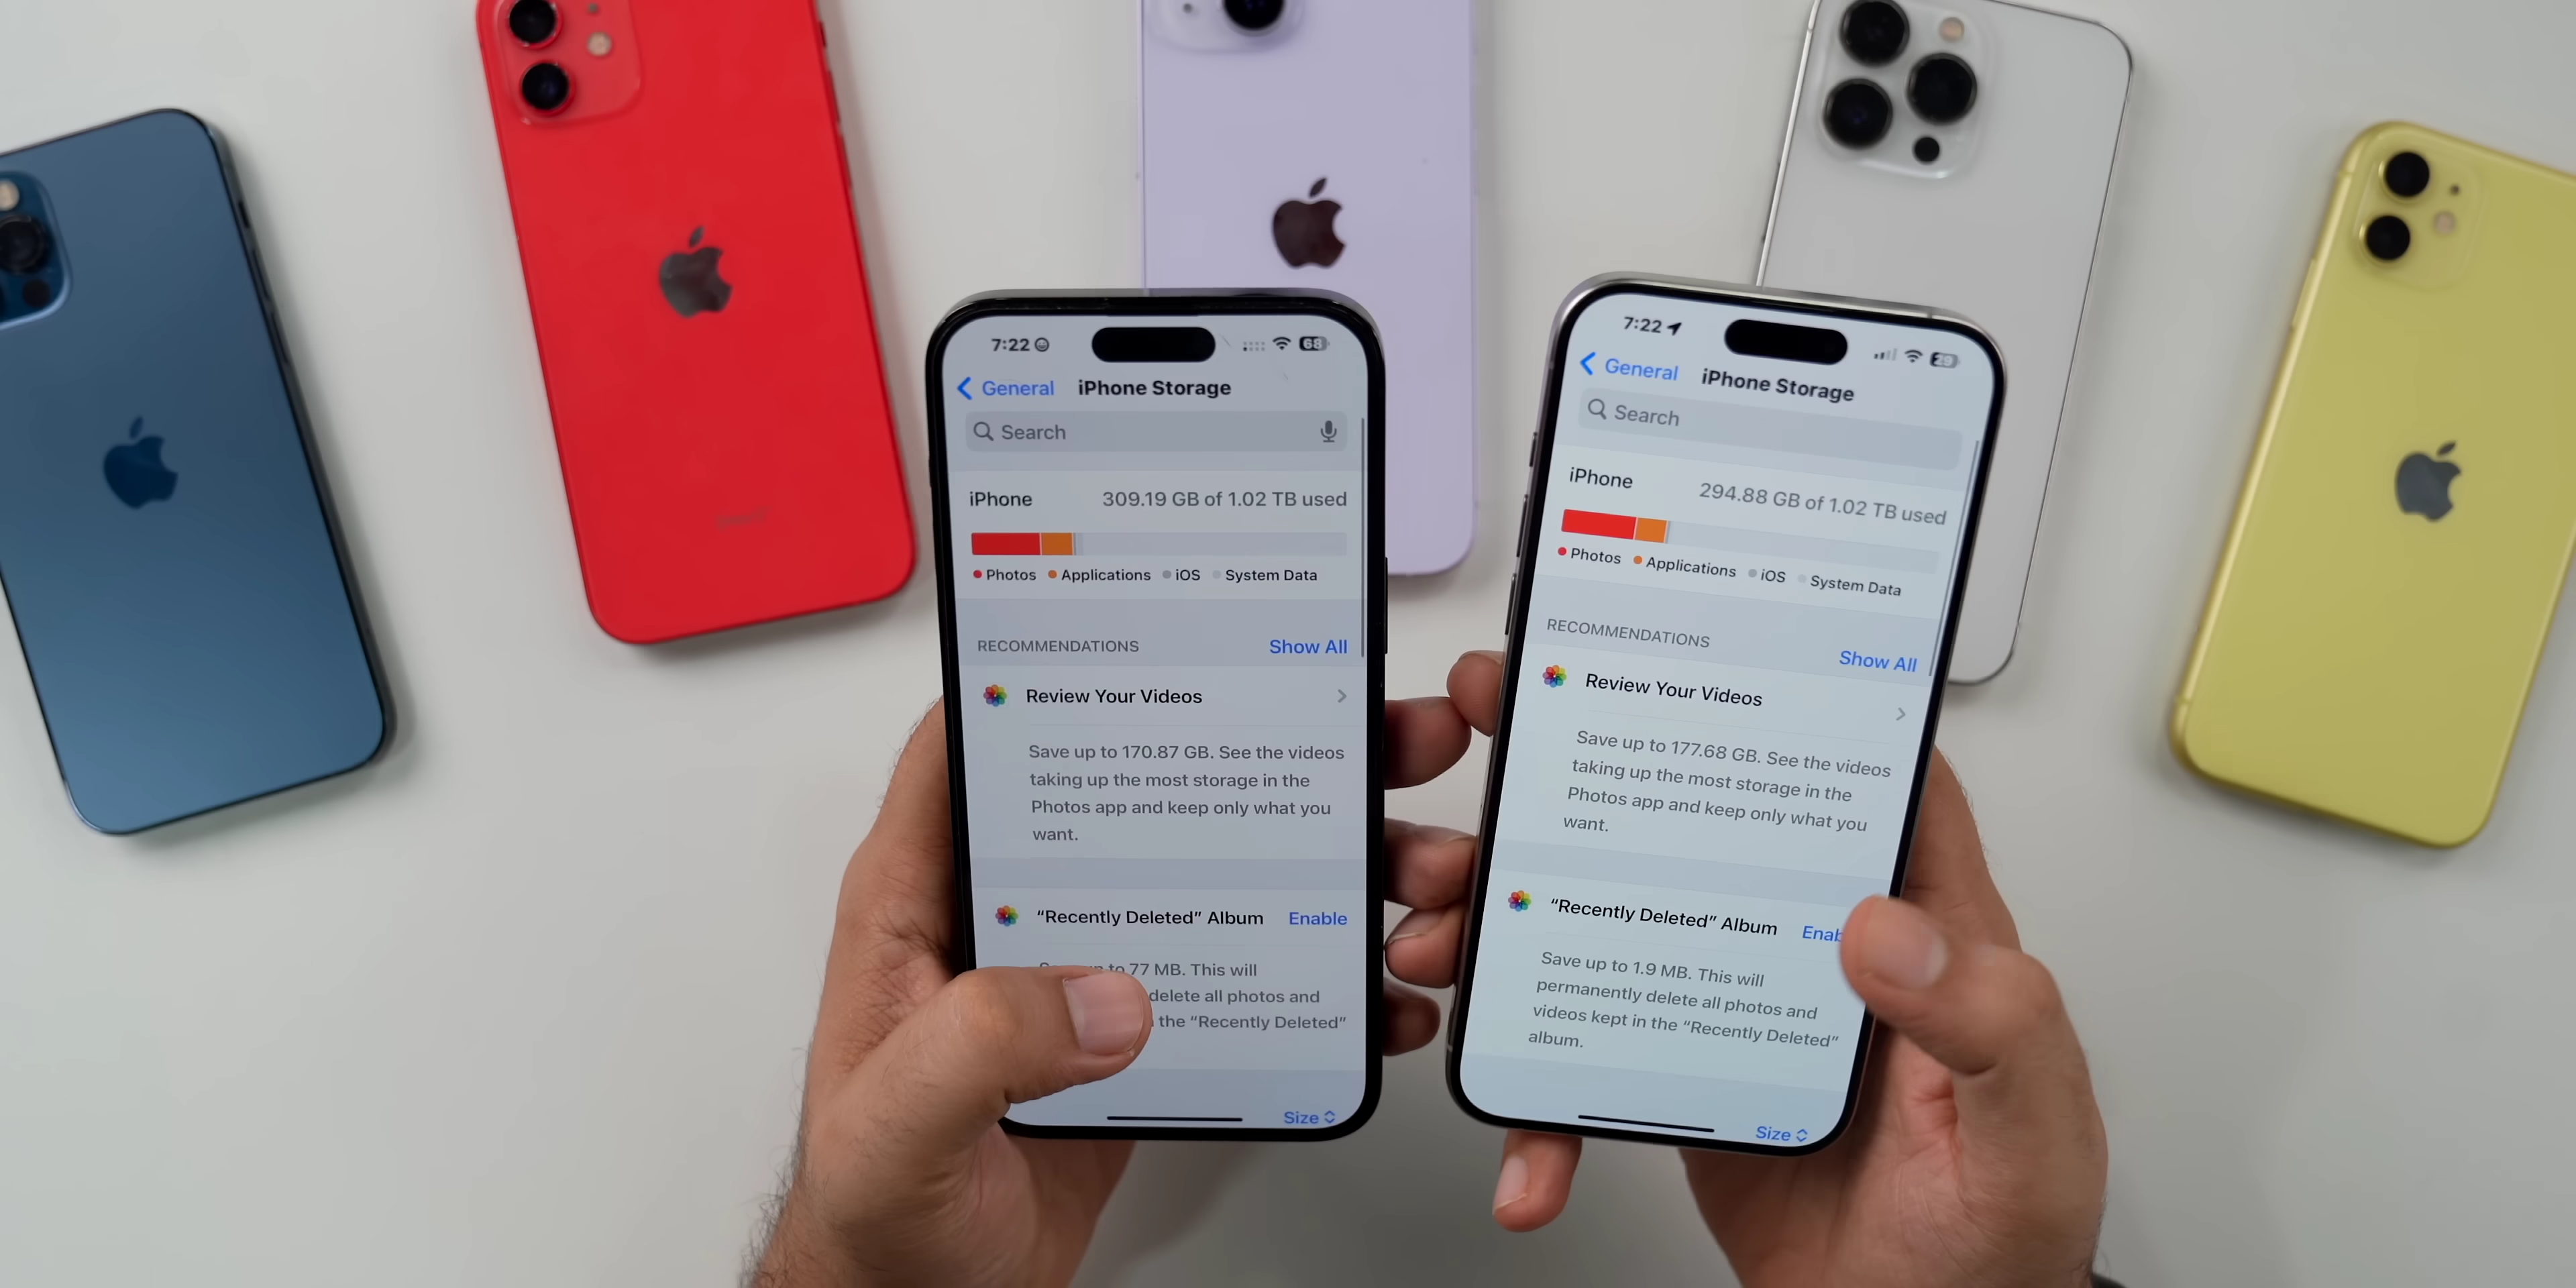 7:22
68
General
iPhone Storage
Search
iPhone
309.19 GB of 1.02 TB used
Photos
Applications
iOS
System Data
RECOMMENDATIONS
Show All
Review Your Videos
Save up to 170.87 GB. See the videos
taking up the most storage in the
Photos app and keep only what you
want.
“Recently Deleted” Album
Enable
to 77 MB. This will
delete all photos and
the “Recently Deleted”
Size
7:22
General
iPhone Storage
Search
iPhone
294.88 GB of 1.02 TB used
Photos
Applications
iOS
System Data
RECOMMENDATIONS
Show All
Review Your Videos
Save up to 177.68 GB. See the videos
taking up the most storage in the
Photos app and keep only what you
want.
“Recently Deleted” Album
Save up to 1.9 MB. This will
permanently delete all photos and
videos kept in the “Recently Deleted”
album.
Size